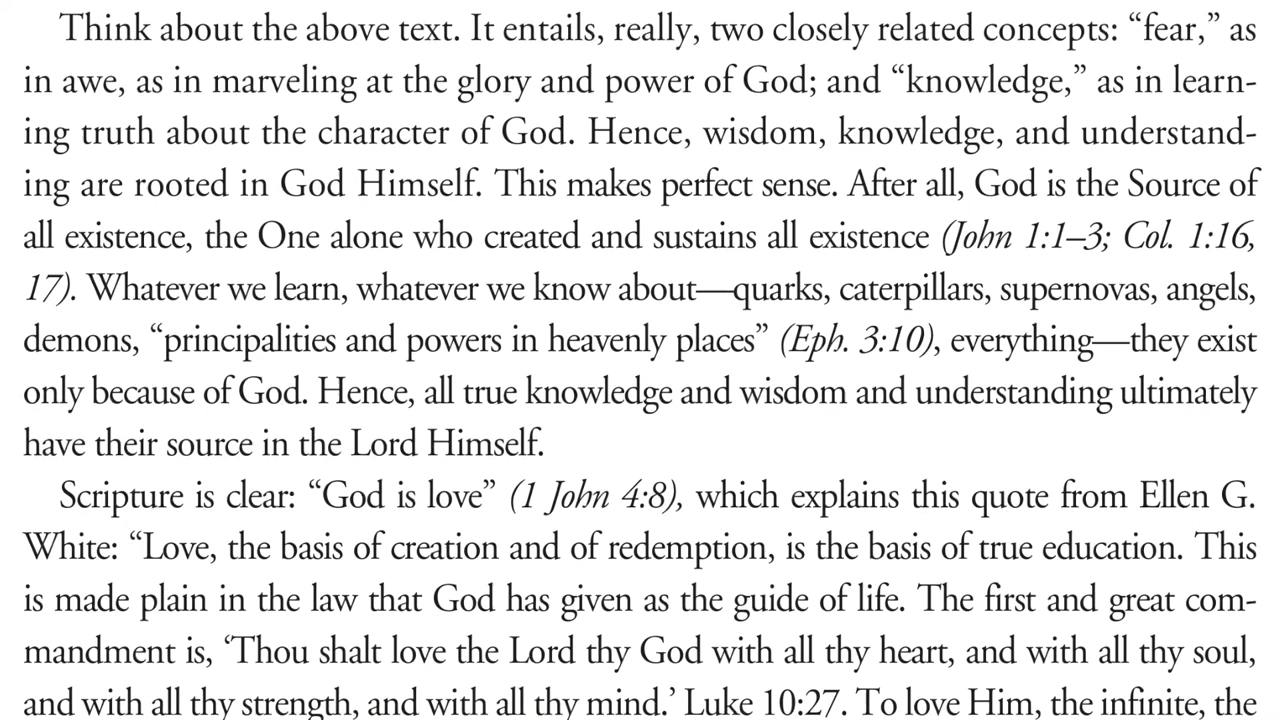 Think about the above text. It entails, really, two closely related concepts: “fear,” as
in awe, as in marveling at the glory and power of God; and “knowledge,” as in learn-
ing truth about the character of God. Hence, wisdom, knowledge, and understand-
ing are rooted in God Himself. This makes perfect sense. After all, God is the Source of
all existence, the One alone who created and sustains all existence (John 1:1–3; Col. 1:16,
17). Whatever we learn, whatever we know about—quarks, caterpillars, supernovas, angels,
demons, “principalities and powers in heavenly places” (Eph. 3:10), everything—they exist
only because of God. Hence, all true knowledge and wisdom and understanding ultimately
have their source in the Lord Himself.
Scripture is clear: “God is love” (1 John 4:8), which explains this quote from Ellen G.
White: “Love, the basis of creation and of redemption, is the basis of true education. This
is made plain in the law that God has given as the guide of life. The first and great com-
mandment is, ‘Thou shalt love the Lord thy God with all thy heart, and with all thy soul,
and with all thy strength, and with all thy mind.’ Luke 10:27. To love Him, the infinite, the